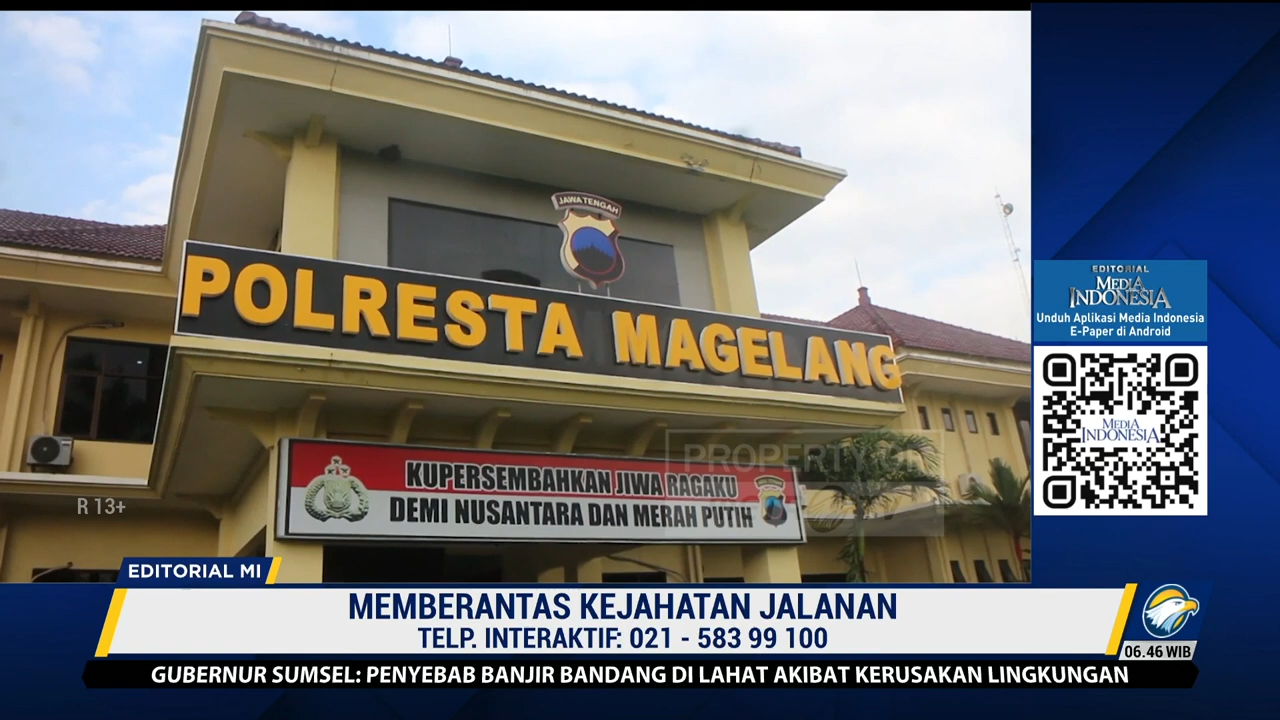 JAWA TENGAH
POLRESTA MAGELANG
KUPERSEMBAHKAN JIWA RAGAKU
DEMI NUSANTARA DAN MERAH PUTIH
PROPERTY OF
R 13+
EDITORIAL
MEDIA
INDONESIA
Unduh Aplikasi Media Indonesia
E-Paper di Android
MEDIA
INDONESIA
EDITORIAL MI
MEMBERANTAS KEJAHATAN JALANAN
TELP. INTERAKTIF: 021 - 583 99 100
06.46 WIB
GUBERNUR SUMSEL: PENYEBAB BANJIR BANDANG DI LAHAT AKIBAT KERUSAKAN LINGKUNGAN